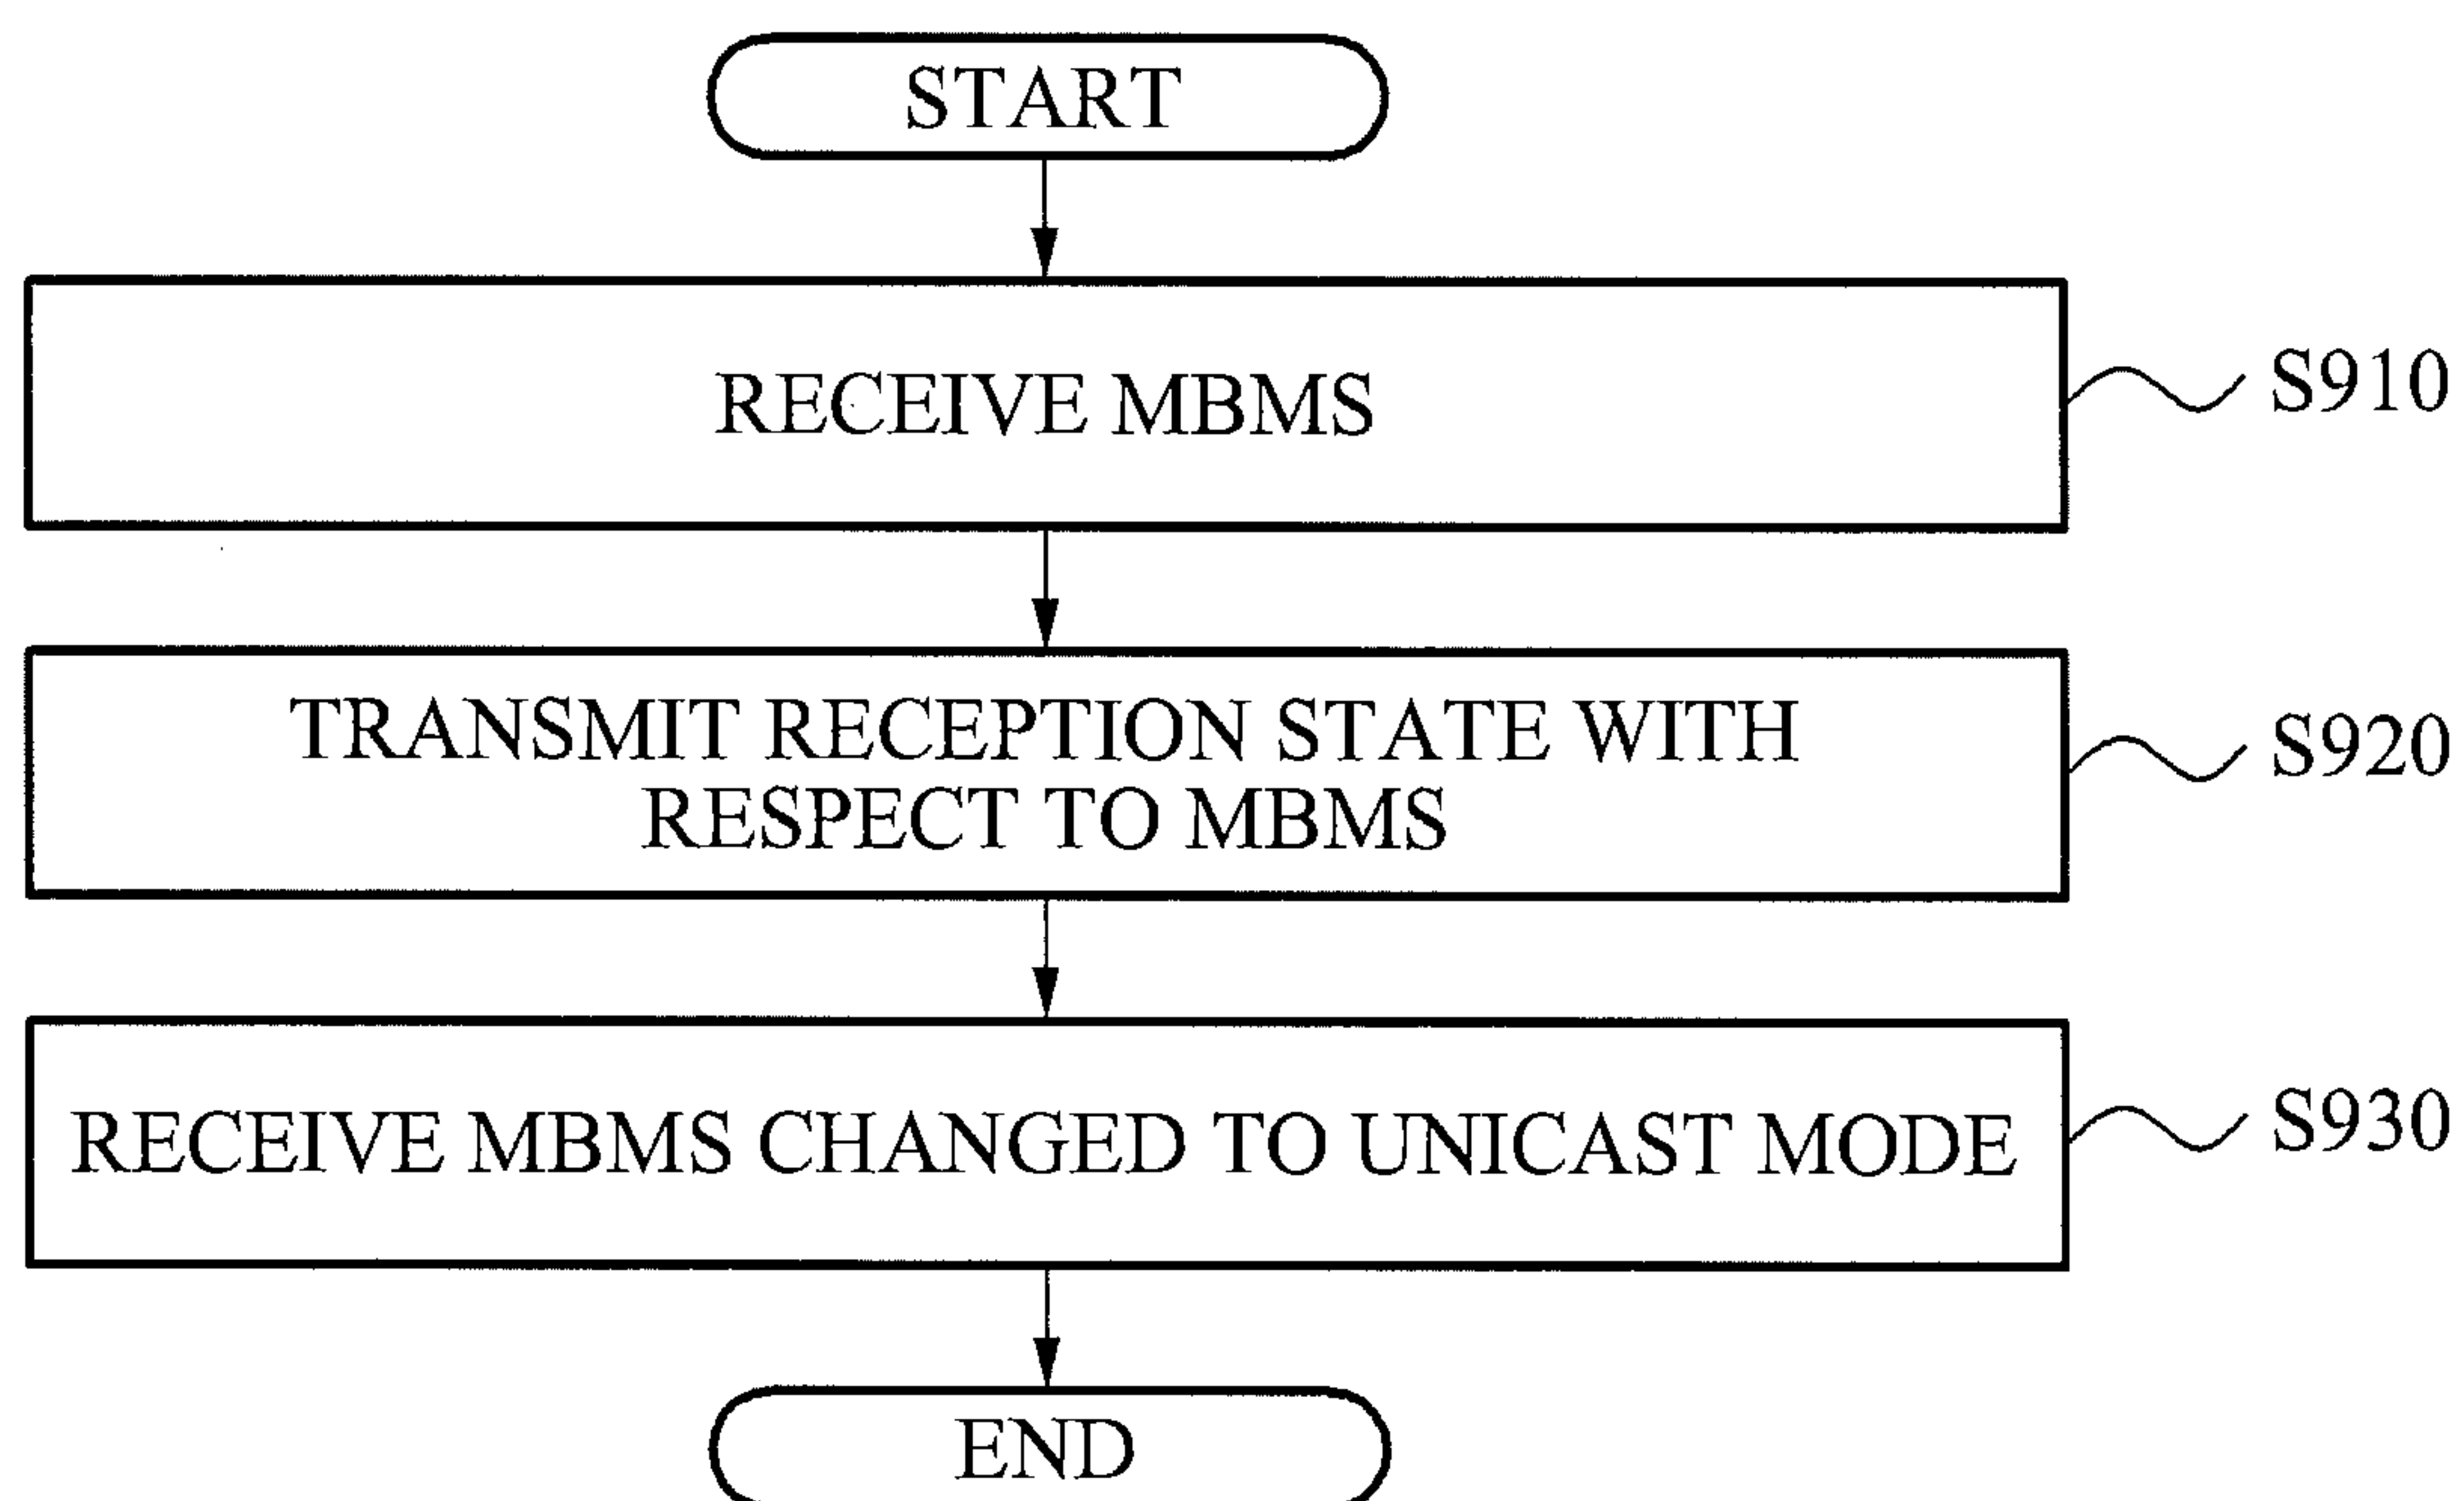 START
RECEIVE MBMS
S910
TRANSMIT RECEPTION STATE WITH
RESPECT TO MBMS
S920
RECEIVE MBMS CHANGED TO UNICAST MODE
S930
END